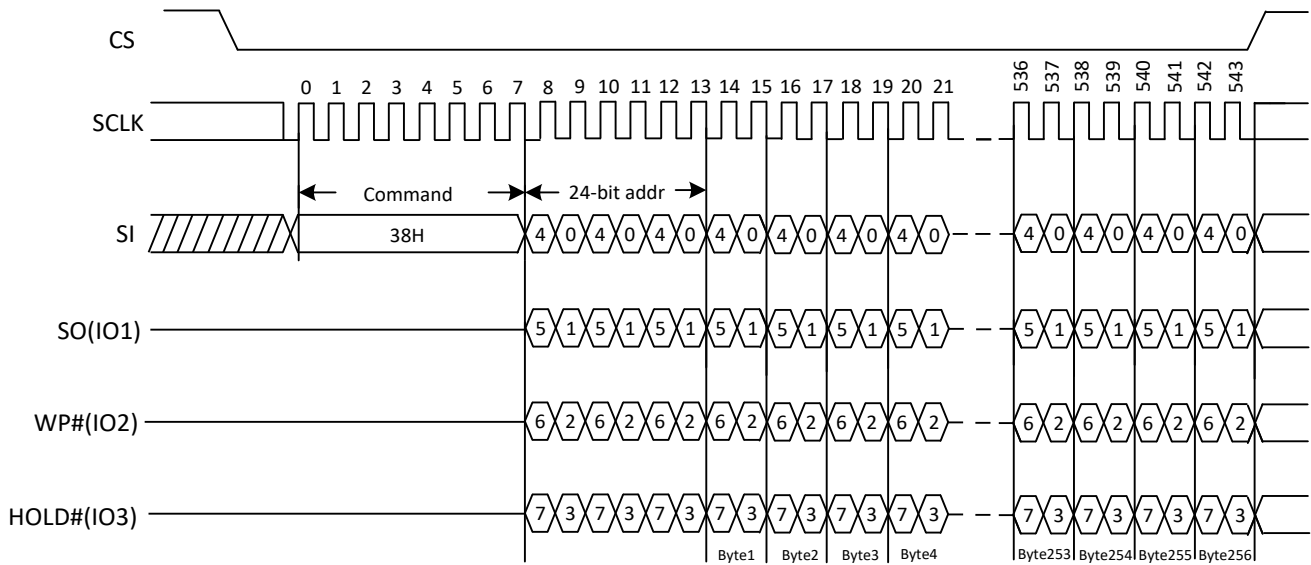 CS
536 537 538 539 540 541 542 543
0 1 2 3 4 5 6 7 8 9 10 11 12 13 14 15 16 17 18 19 20 21
SCLK
Command 24-bit addr
SI 38H 4 0 4 0 4 0 4 0 4 0 4 0 4 0 4 0 4 0 4 0 4 0
SO(IO1) 5 1 5 1 5 1 5 1 5 1 5 1 5 1 5 1 5 1 5 1 5 1
WP#(IO2) 6 2 6 2 6 2 6 2 6 2 6 2 6 2 6 2 6 2 6 2 6 2
HOLD#(IO3) 7 3 7 3 7 3 7 3 7 3 7 3 7 3 7 3 7 3 7 3 7 3
Byte1 Byte2 Byte3 Byte4 Byte253 Byte254 Byte255 Byte256